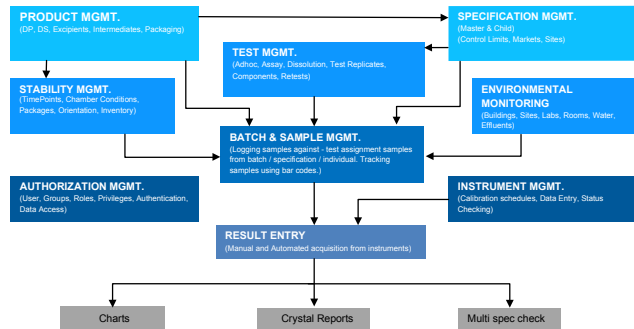 PRODUCT MGMT.
(DP, DS, Excipients, Intermediates, Packaging)
SPECIFICATION MGMT.
(Master & Child)
(Control Limits, Markets, Sites)
TEST MGMT.
(Adhoc, Assay, Dissolution, Test Replicates,
Components, Retests)
STABILITY MGMT.
(TimePoints, Chamber Conditions,
Packages, Orientation, Inventory)
ENVIRONMENTAL
MONITORING
(Buildings, Sites, Labs, Rooms, Water,
Effluents)
BATCH & SAMPLE MGMT.
(Logging samples against - test assignment samples
from batch / specification / individual. Tracking
samples using bar codes.)
AUTHORIZATION MGMT.
(User, Groups, Roles, Privileges, Authentication,
Data Access)
INSTRUMENT MGMT.
(Calibration schedules, Data Entry, Status
Checking)
RESULT ENTRY
(Manual and Automated acquisition from instruments)
Charts
Crystal Reports
Multi spec check